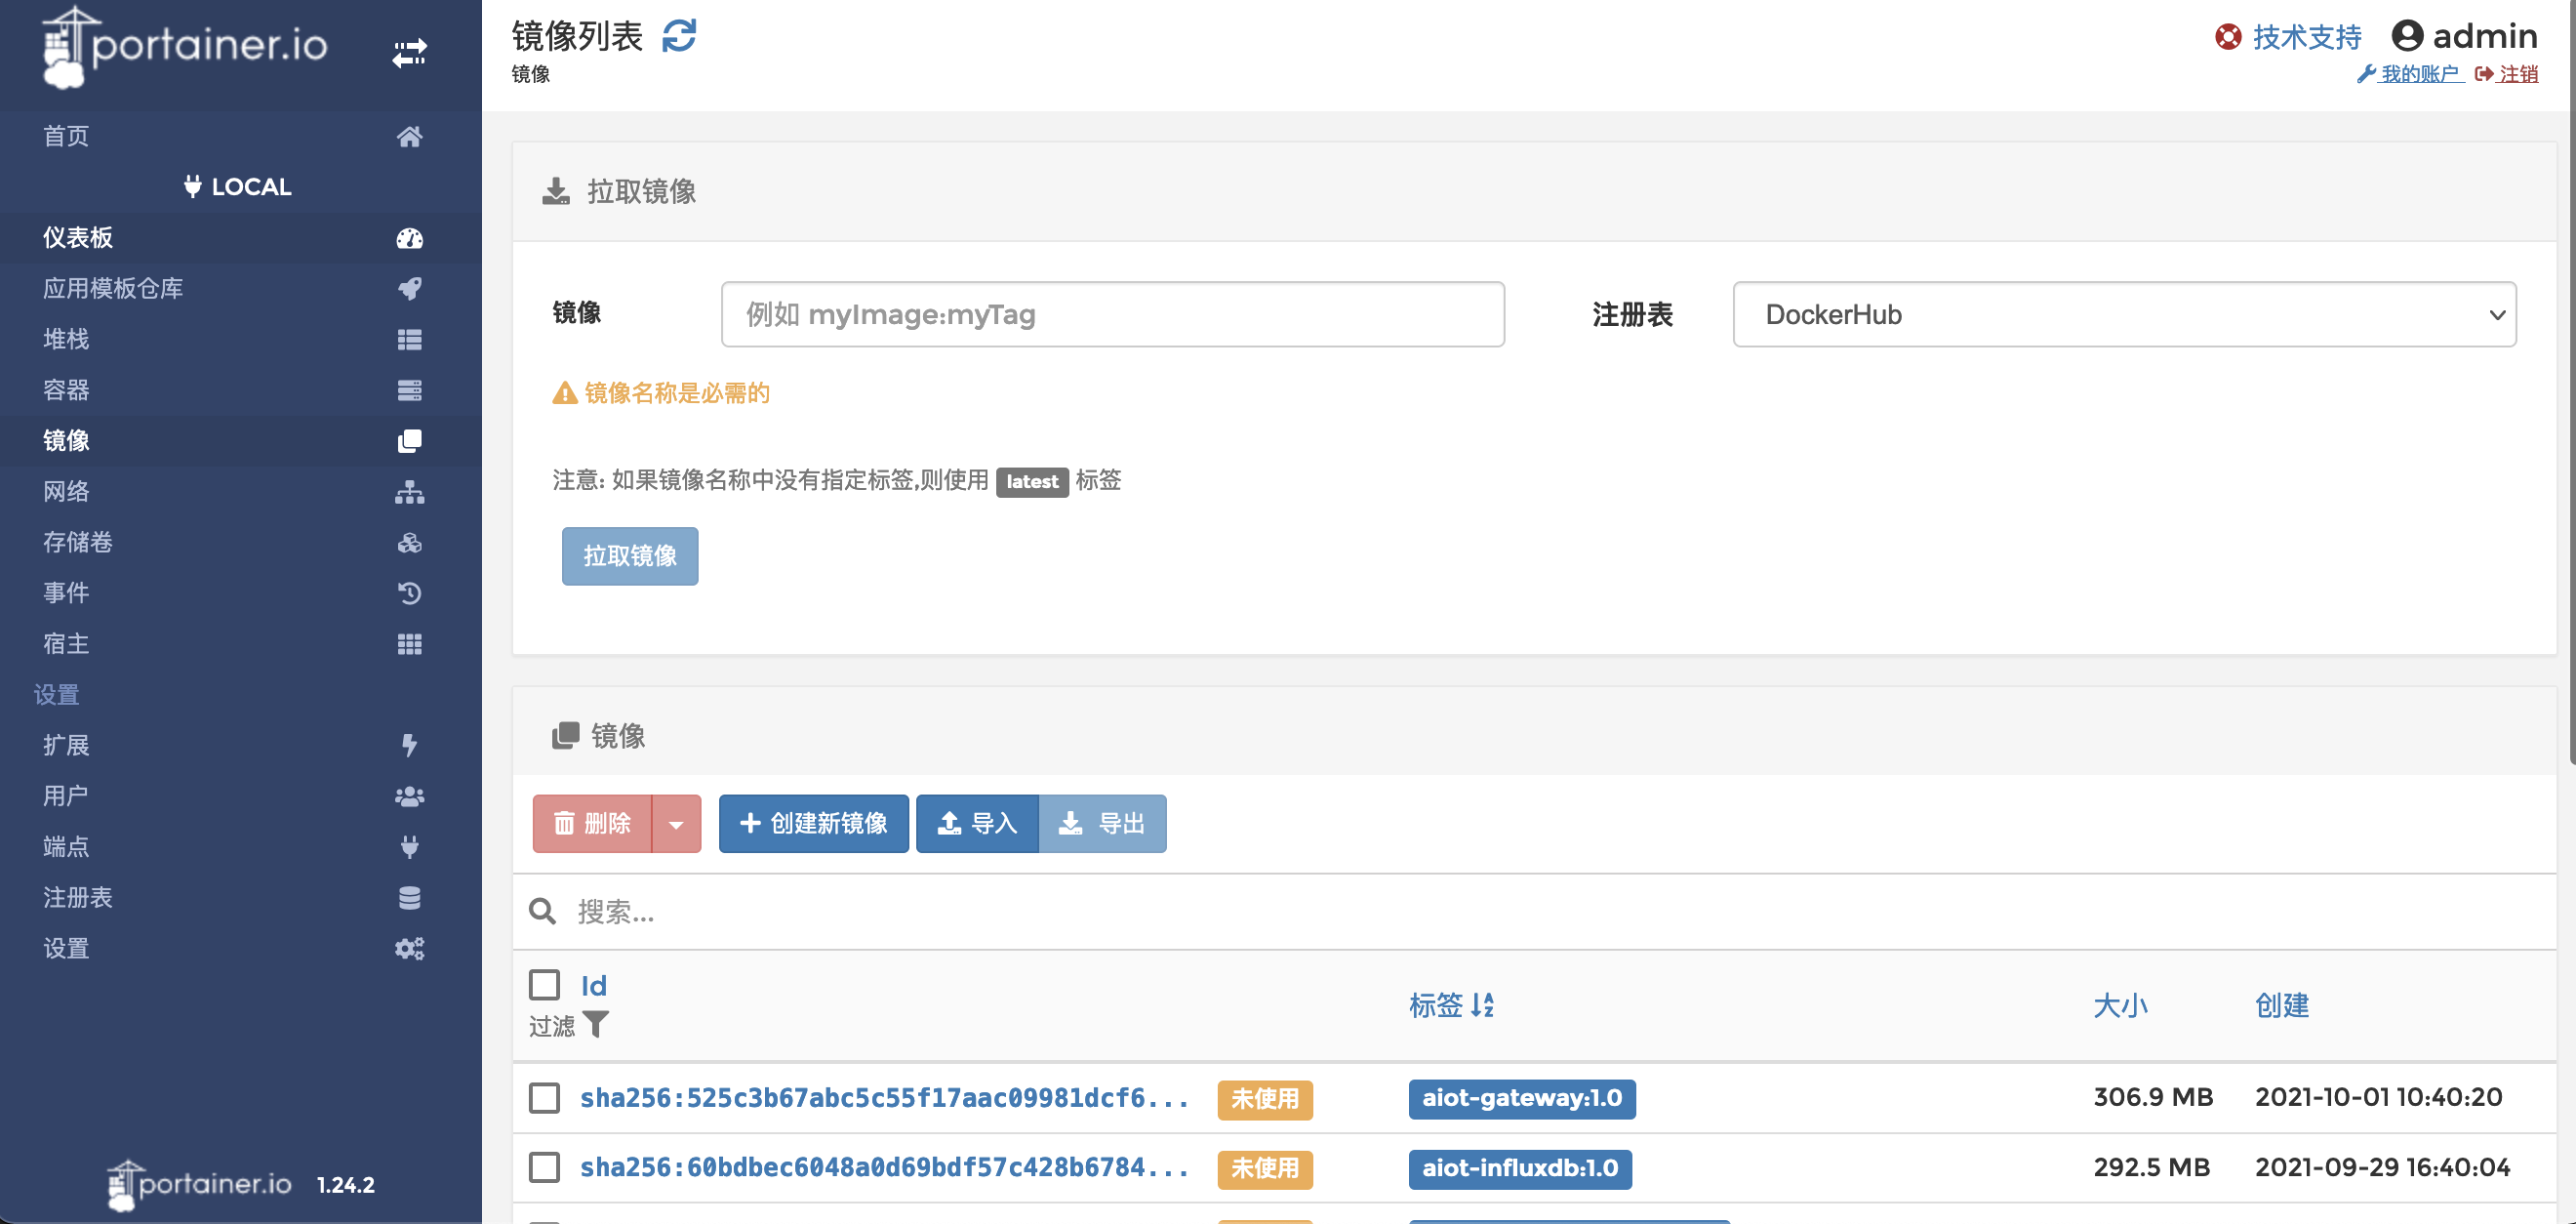 portainer.io
首页
LOCAL
仪表板
应用模板仓库
堆栈
容器
镜像
网络
存储卷
事件
宿主
设置
扩展
用户
端点
注册表
设置
portainer.io 1.24.2
镜像列表
镜像
技术支持 admin
我的账户 注销
拉取镜像
镜像 例如 myImage:myTag 注册表 DockerHub
镜像名称是必需的
注意: 如果镜像名称中没有指定标签,则使用 latest 标签
拉取镜像
镜像
删除 创建新镜像 导入 导出
搜索...
Id 标签 大小 创建
过滤
sha256:525c3b67abc5c55f17aac09981dcf6... 未使用 aiot-gateway:1.0 306.9 MB 2021-10-01 10:40:20
sha256:60bdbec6048a0d69bdf57c428b6784... 未使用 aiot-influxdb:1.0 292.5 MB 2021-09-29 16:40:04